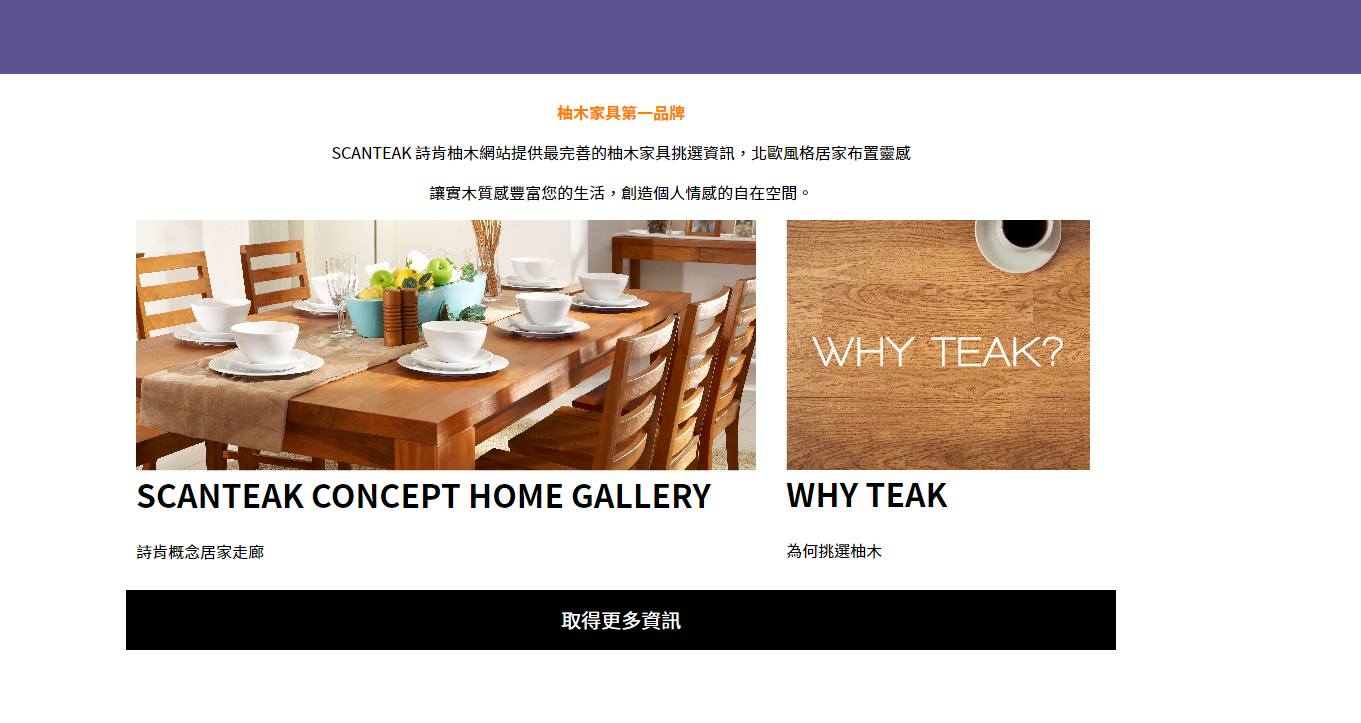 柚木家具第一品牌
SCANTEAK 詩肯柚木網站提供最完善的柚木家具挑選資訊，北歐風格居家布置靈感
讓實木質感豐富您的生活，創造個人情感的自在空間。
WHY TEAK?
SCANTEAK CONCEPT HOME GALLERY
詩肯概念居家走廊
WHY TEAK
為何挑選柚木
取得更多資訊